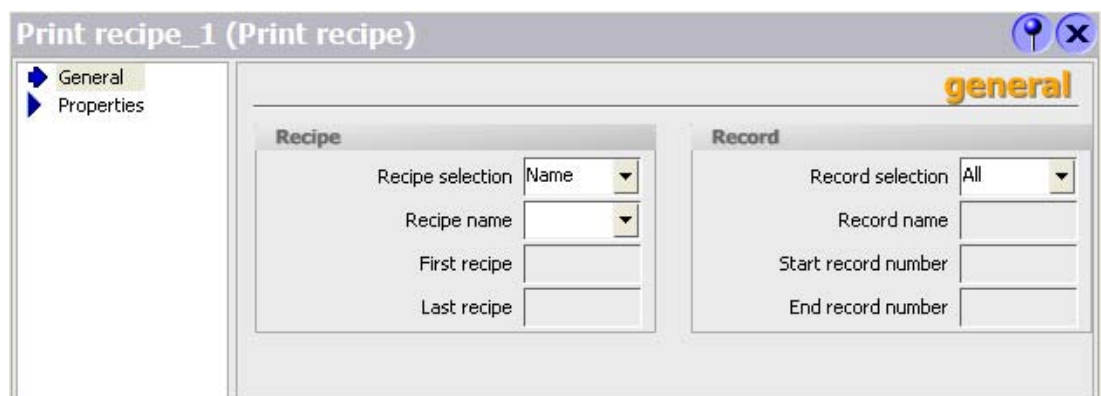 Print recipe_1 (Print recipe)
General
Properties
general
Recipe
Recipe selection Name
Recipe name
First recipe
Last recipe
Record
Record selection All
Record name
Start record number
End record number